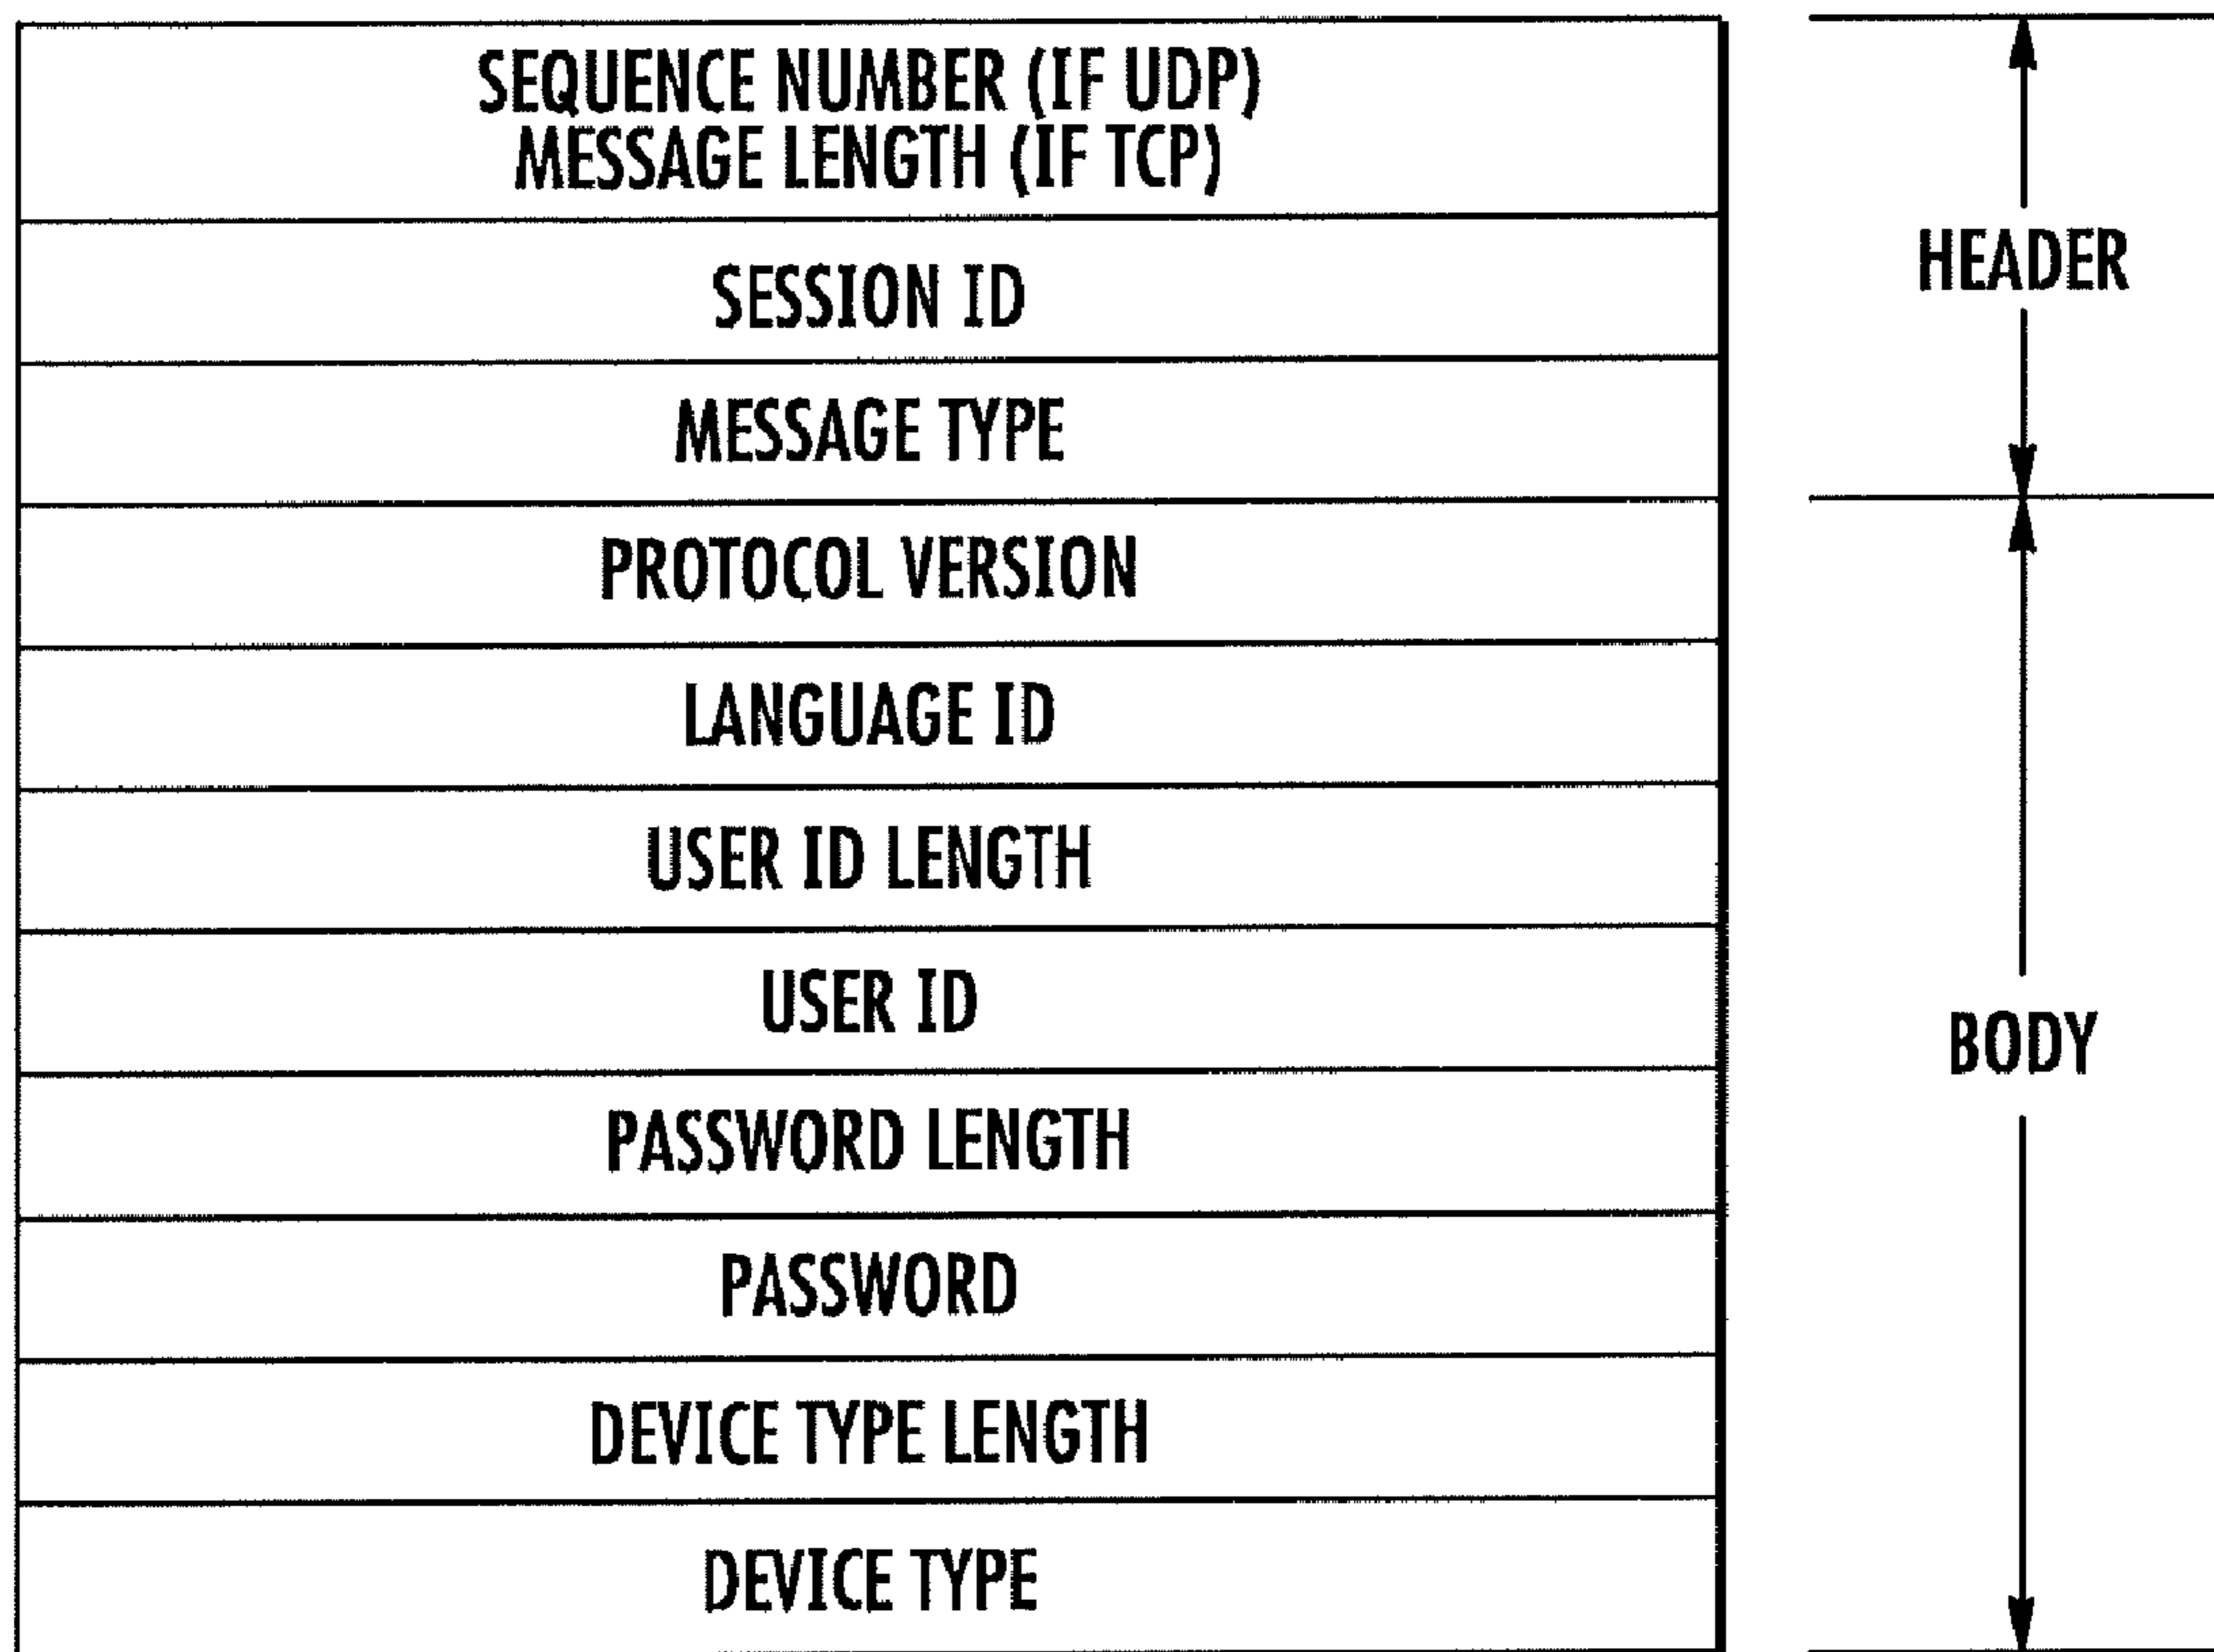 SEQUENCE NUMBER (IF UDP)
MESSAGE LENGTH (IF TCP)
SESSION ID
MESSAGE TYPE
PROTOCOL VERSION
LANGUAGE ID
USER ID LENGTH
USER ID
PASSWORD LENGTH
PASSWORD
DEVICE TYPE LENGTH
DEVICE TYPE
HEADER
BODY